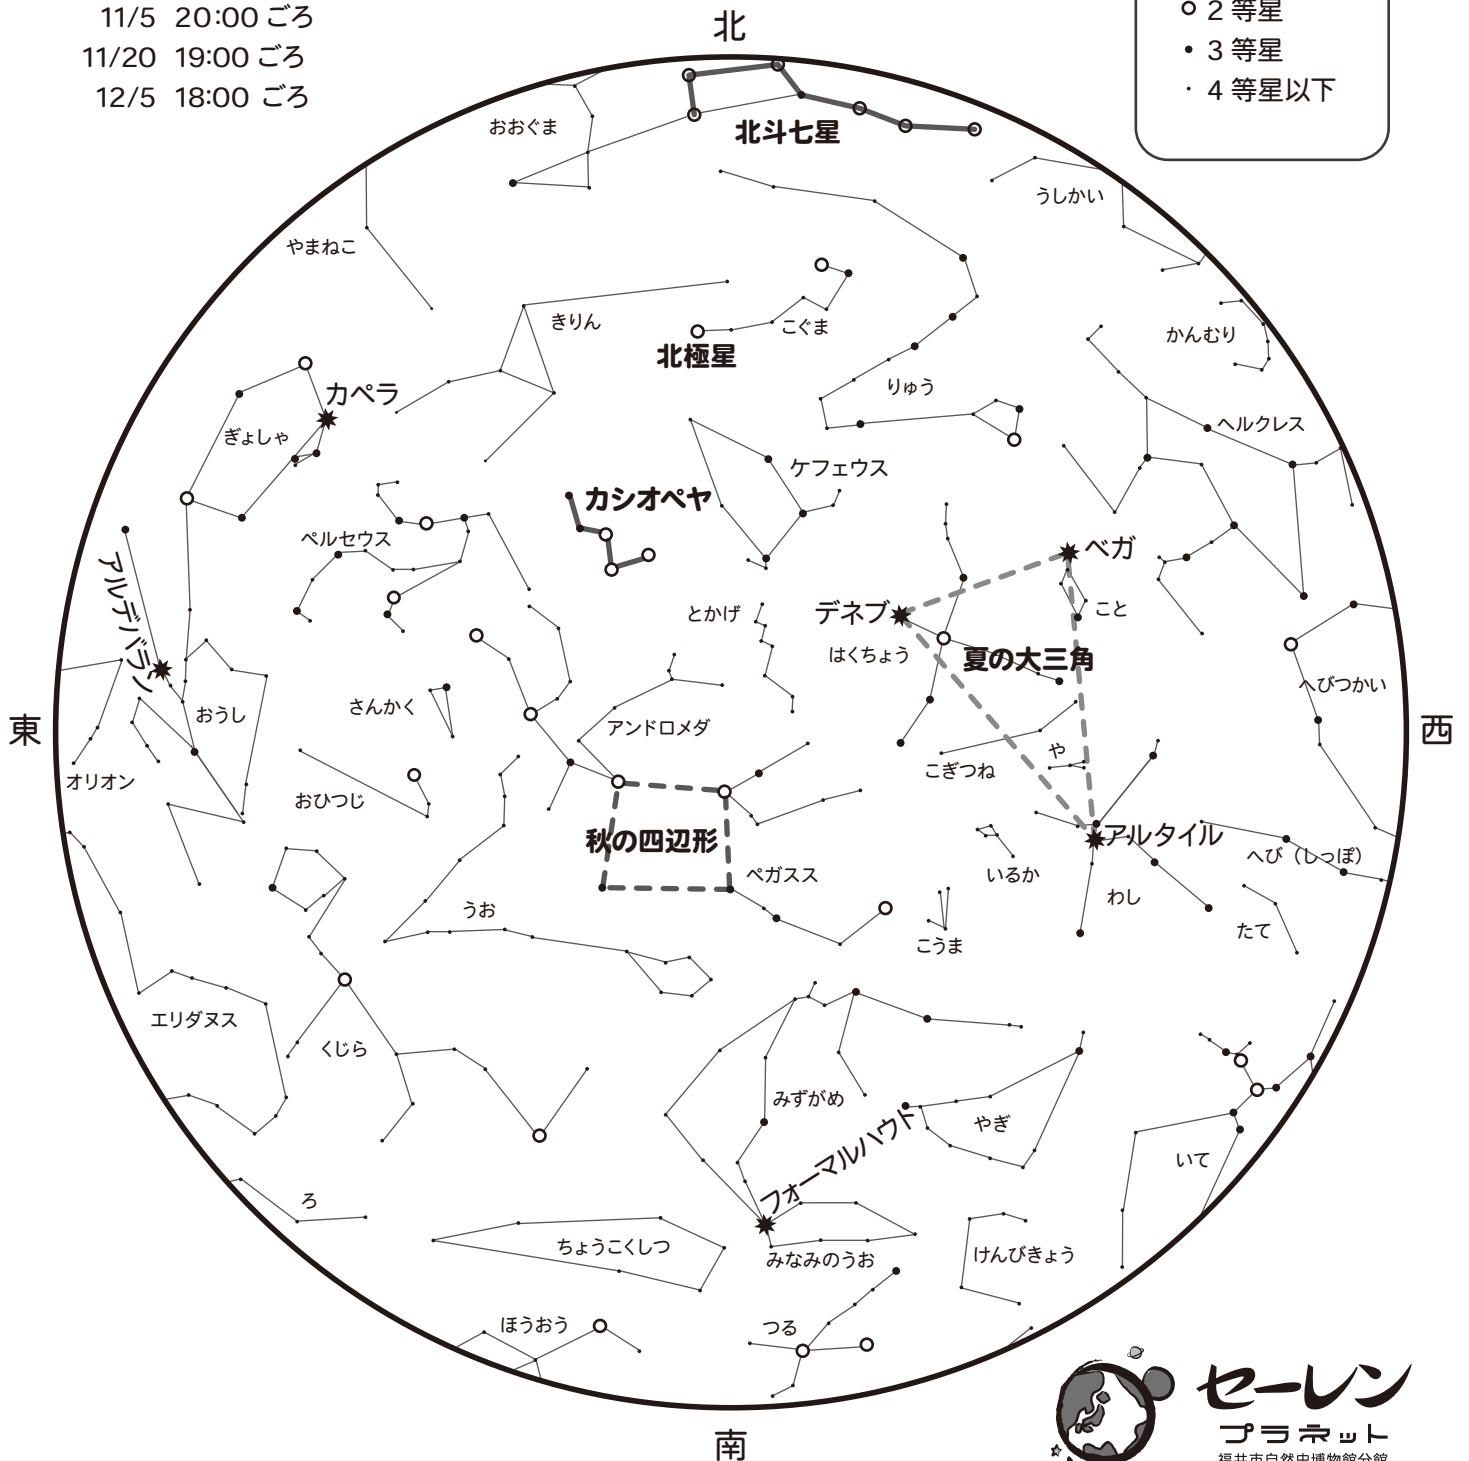 11/5 20:00 ごろ
11/20 19:00 ごろ
12/5 18:00 ごろ
北
2 等星
3 等星
4 等星以下
おおぐま
北斗七星
うしかい
やまねこ
きりん
こぐま
北極星
かんむり
りゅう
カペラ
ぎょしゃ
ヘルクレス
ケフェウス
カシオペヤ
ペルセウス
ベガ
アルデバラン
とかげ
デネブ
こと
はくちょう
夏の大三角
さんかく
おうし
アンドロメダ
へびつかい
東
西
オリオン
おひつじ
こぎつね
や
秋の四辺形
アルタイル
へび（しっぽ）
ペガスス
いるか
わし
うお
こうま
たて
エリダヌス
くじら
みずがめ
フォーマルハウト
やぎ
いて
ろ
ちょうこくしつ
みなみのうお
けんびきょう
ほうおう
つる
南
セーレン
プラネット
福井市自然史博物館分館